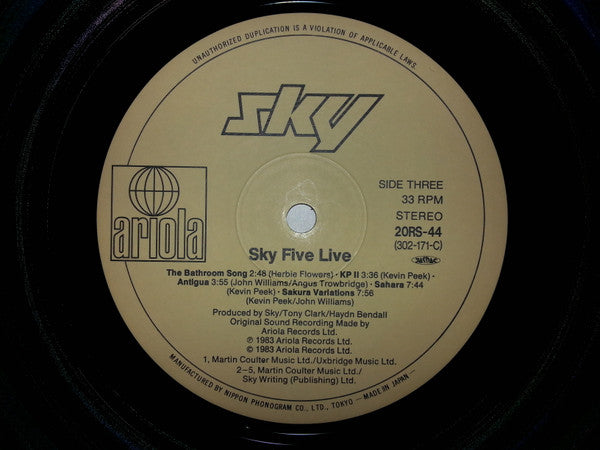 UNAUTHORIZED DUPLICATION IS A VIOLATION OF APPLICABLE LAWS.
sky
ariola
SIDE THREE
33 RPM
STEREO
20RS-44
(302-171-C)
Sky Five Live
The Bathroom Song 2:48 (Herbie Flowers) · KP II 3:36 (Kevin Peek) ·
Antigua 3:55 (John Williams/Angus Trowbridge) · Sahara 7:44
(Kevin Peek) · Sakura Variations 7:56
(Kevin Peek/John Williams)
Produced by Sky/Tony Clark/Haydn Bendall
Original Sound Recording Made by
Ariola Records Ltd.
℗ 1983 Ariola Records Ltd.
© 1983 Ariola Records Ltd.
1, Martin Coulter Music Ltd./Uxbridge Music Ltd.
2–5, Martin Coulter Music Ltd./
Sky Writing (Publishing) Ltd.
MANUFACTURED BY NIPPON PHONOGRAM CO., LTD., TOKYO – MADE IN JAPAN –